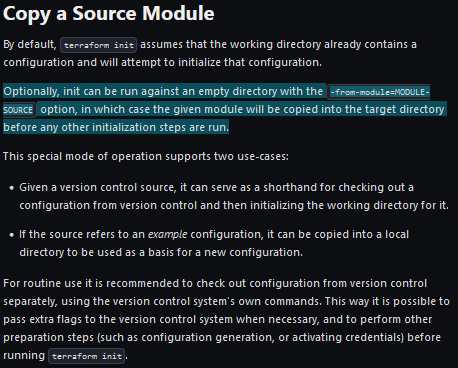 Copy a Source Module
By default, terraform init assumes that the working directory already contains a
configuration and will attempt to initialize that configuration.
Optionally, init can be run against an empty directory with the -from-module=MODULE-
SOURCE option, in which case the given module will be copied into the target directory
before any other initialization steps are run.
This special mode of operation supports two use-cases:
• Given a version control source, it can serve as a shorthand for checking out a
configuration from version control and then initializing the working directory for it.
• If the source refers to an example configuration, it can be copied into a local
directory to be used as a basis for a new configuration.
For routine use it is recommended to check out configuration from version control
separately, using the version control system's own commands. This way it is possible to
pass extra flags to the version control system when necessary, and to perform other
preparation steps (such as configuration generation, or activating credentials) before
running terraform init.